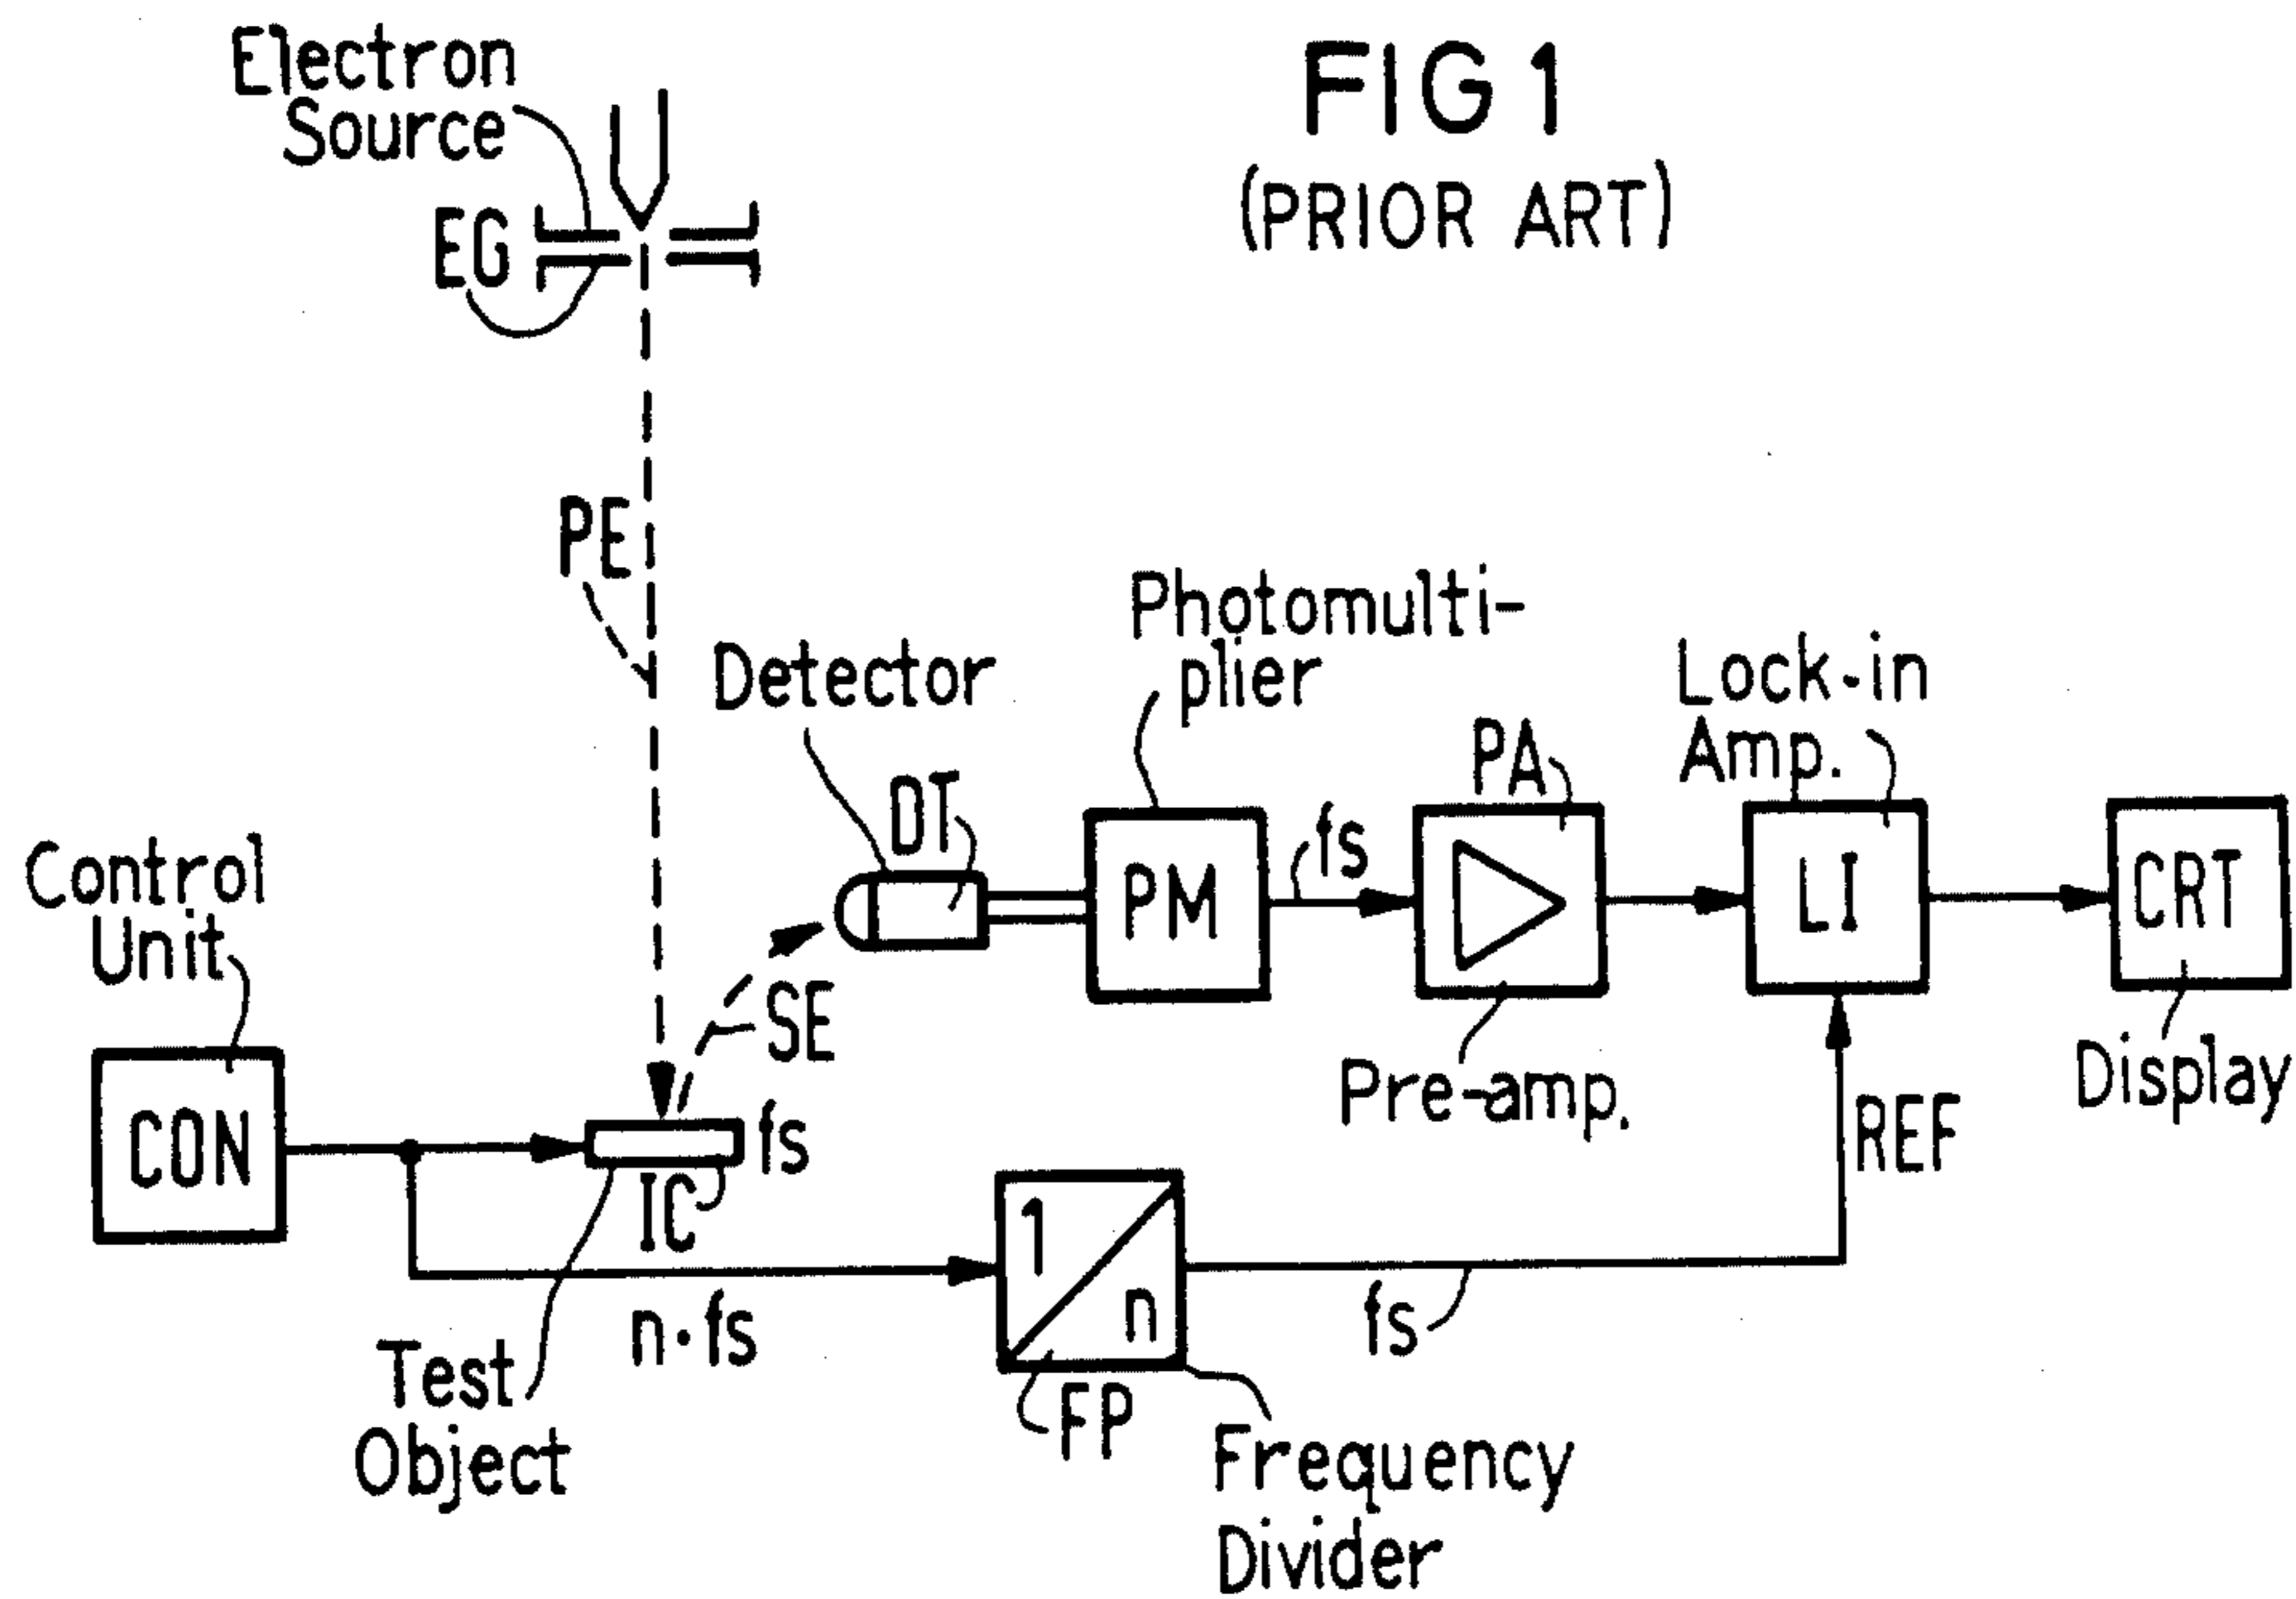 FIG 1
(PRIOR ART)
Electron
Source
EG
PE
Detector
DT
Photomulti-
plier
PM
fs
PA
Pre-amp.
Lock-in
Amp.
LI
CRT
Display
REF
Control
Unit
CON
SE
fs
IC
Test
Object
n·fs
1
n
FP
Frequency
Divider
fs